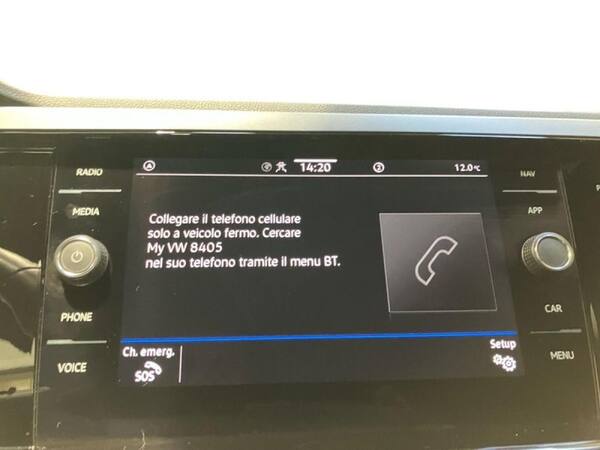 RADIO
MEDIA
PHONE
VOICE
14:20
12.0°C
Collegare il telefono cellulare
solo a veicolo fermo. Cercare
My VW 8405
nel suo telefono tramite il menu BT.
Ch. emerg.
SOS
Setup
NAV
APP
CAR
MENU